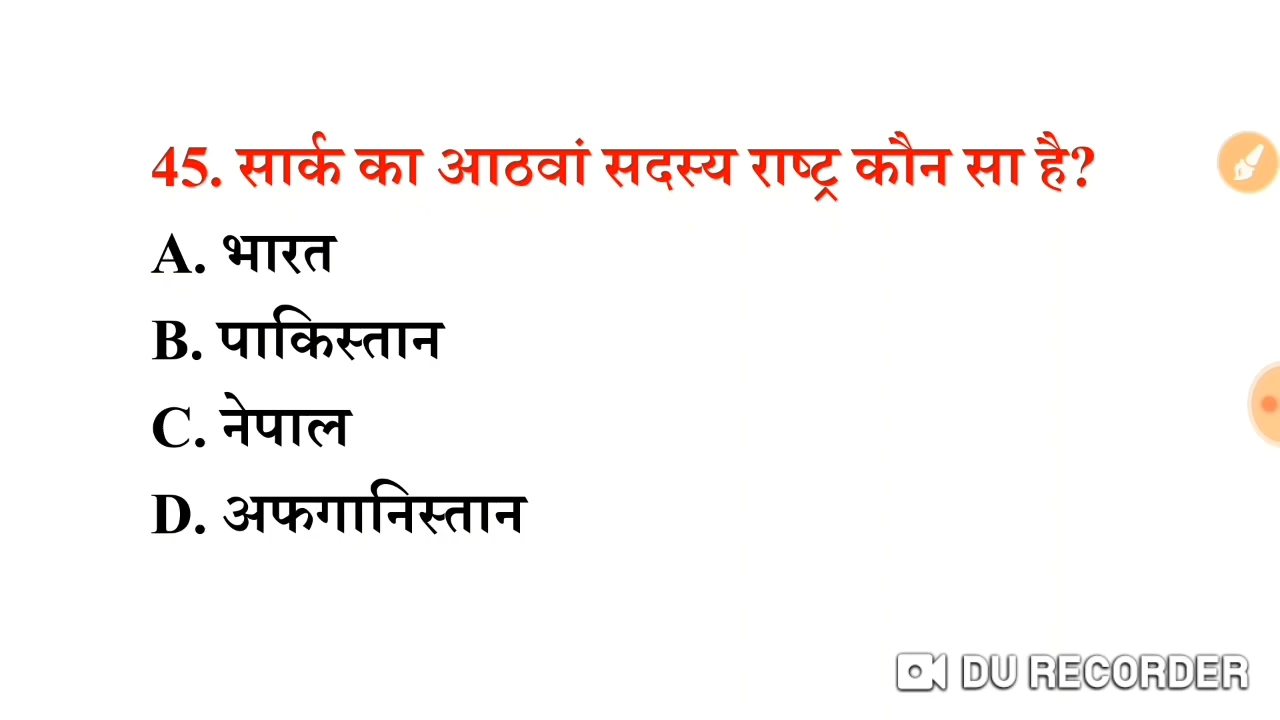 45. सार्क का आठवां सदस्य राष्ट्र कौन सा है?
A. भारत
B. पाकिस्तान
C. नेपाल
D. अफगानिस्तान
DU RECORDER